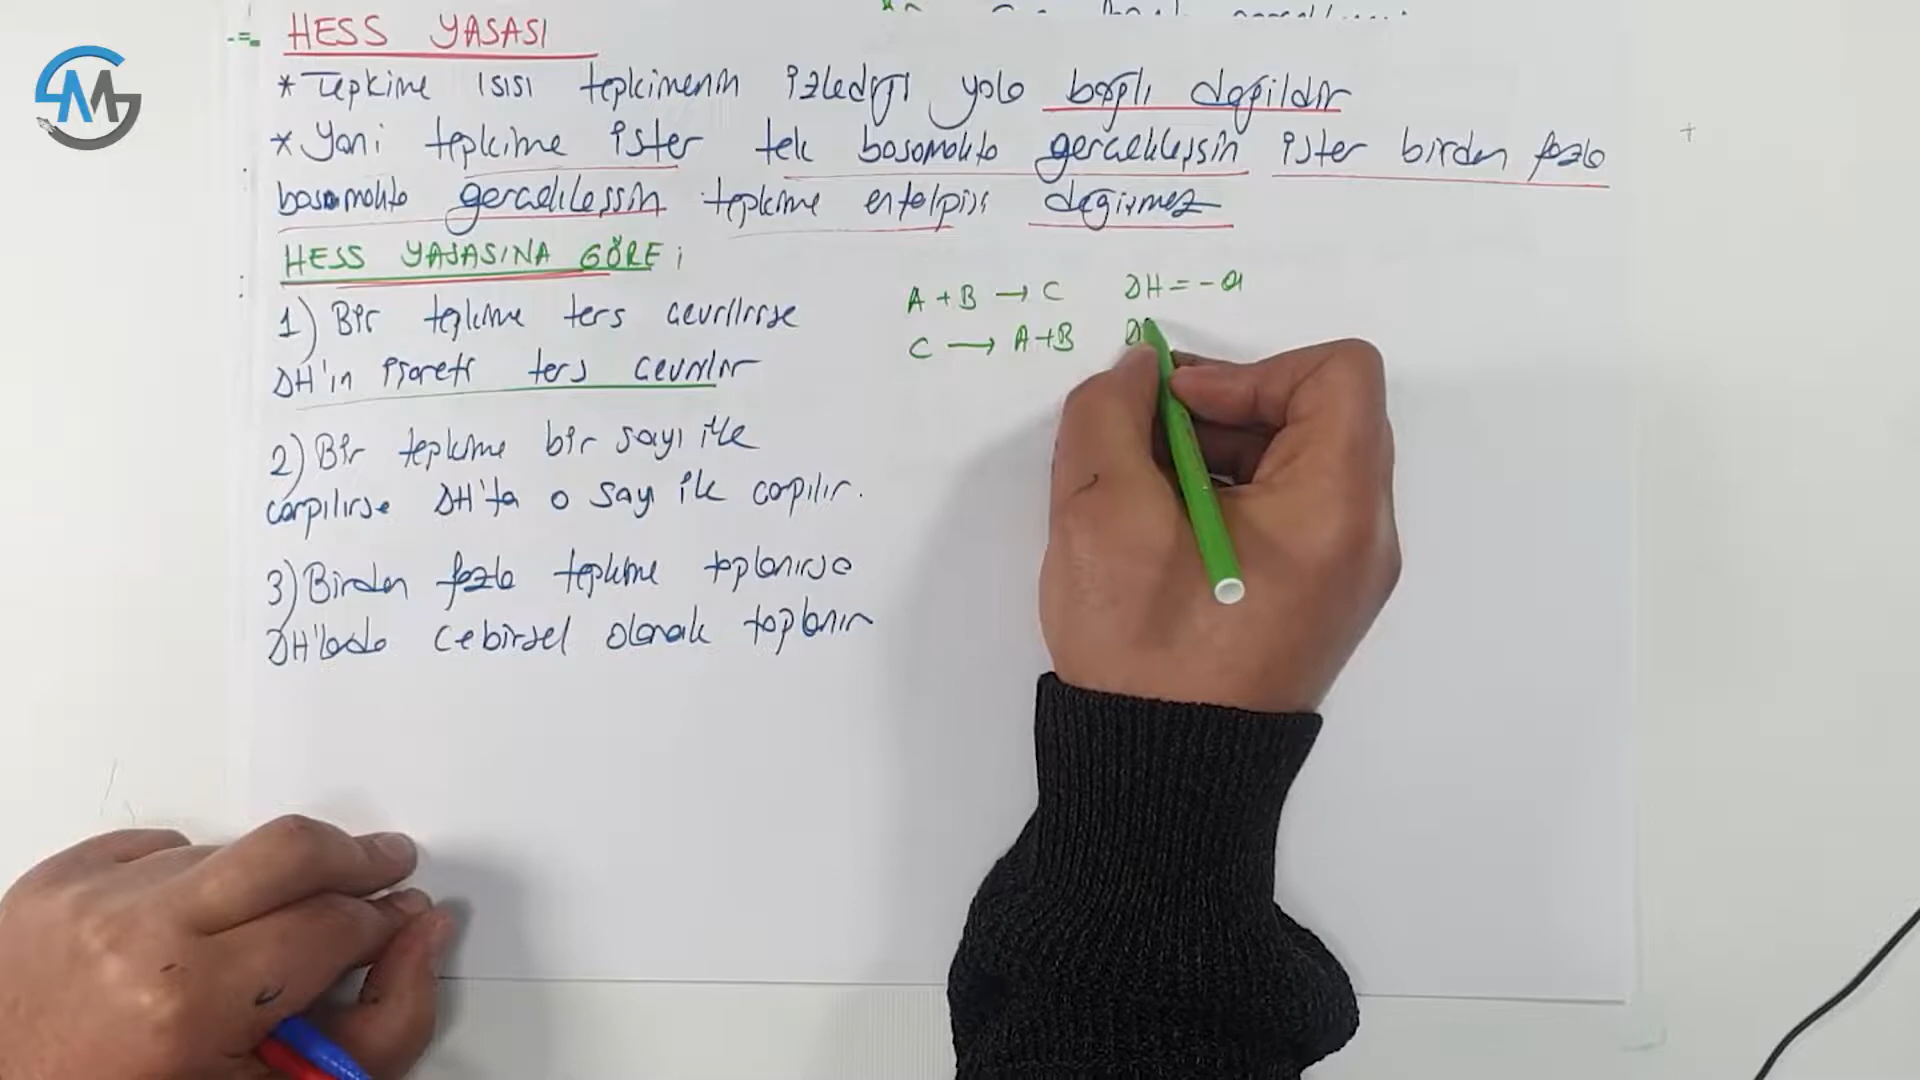 HESS YASASI
* Tepkime ısısı tepkimenin izlediği yola bağlı değildir
* Yani tepkime ister tek basamakta gerçekleşsin ister birden fazla
basamakta gerçekleşsin tepkime entalpisi değişmez
HESS YASASINA GÖRE;
1) Bir tepkime ters çevrilirse
A + B → C ΔH = -a
ΔH'ın işareti ters çevrilir
C → A + B
2) Bir tepkime bir sayı ile
çarpılırse ΔH'ta o sayı ile çarpılır.
3) Birden fazla tepkime toplanırsa
ΔH'larda cebirsel olarak toplanır